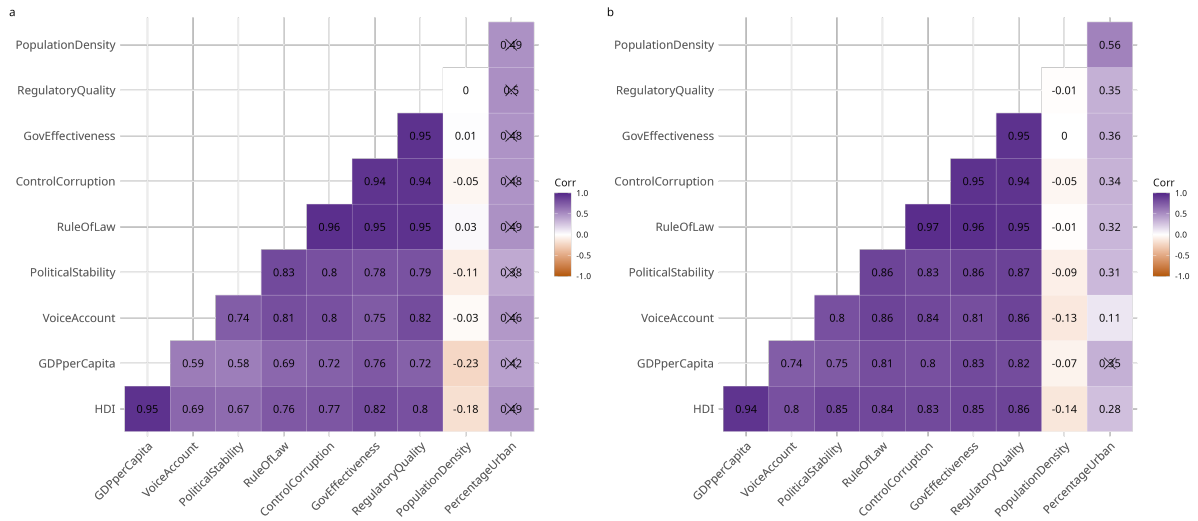 a
PopulationDensity 0.49
RegulatoryQuality 0 0.5
GovEffectiveness 0.95 0.01 0.48
ControlCorruption 0.94 0.94 -0.05 0.48
RuleOfLaw 0.96 0.95 0.95 0.03 0.49
PoliticalStability 0.83 0.8 0.78 0.79 -0.11 0.38
VoiceAccount 0.74 0.81 0.8 0.75 0.82 -0.03 0.46
GDPperCapita 0.59 0.58 0.69 0.72 0.76 0.72 -0.23 0.42
HDI 0.95 0.69 0.67 0.76 0.77 0.82 0.8 -0.18 0.49
GDPperCapita
VoiceAccount
PoliticalStability
RuleOfLaw
ControlCorruption
GovEffectiveness
RegulatoryQuality
PopulationDensity
PercentageUrban
Corr
1.0
0.5
0.0
-0.5
-1.0
b
PopulationDensity 0.56
RegulatoryQuality -0.01 0.35
GovEffectiveness 0.95 0 0.36
ControlCorruption 0.95 0.94 -0.05 0.34
RuleOfLaw 0.97 0.96 0.95 -0.01 0.32
PoliticalStability 0.86 0.83 0.86 0.87 -0.09 0.31
VoiceAccount 0.8 0.86 0.84 0.81 0.86 -0.13 0.11
GDPperCapita 0.74 0.75 0.81 0.8 0.83 0.82 -0.07 0.35
HDI 0.94 0.8 0.85 0.84 0.83 0.85 0.86 -0.14 0.28
GDPperCapita
VoiceAccount
PoliticalStability
RuleOfLaw
ControlCorruption
GovEffectiveness
RegulatoryQuality
PopulationDensity
PercentageUrban
Corr
1.0
0.5
0.0
-0.5
-1.0